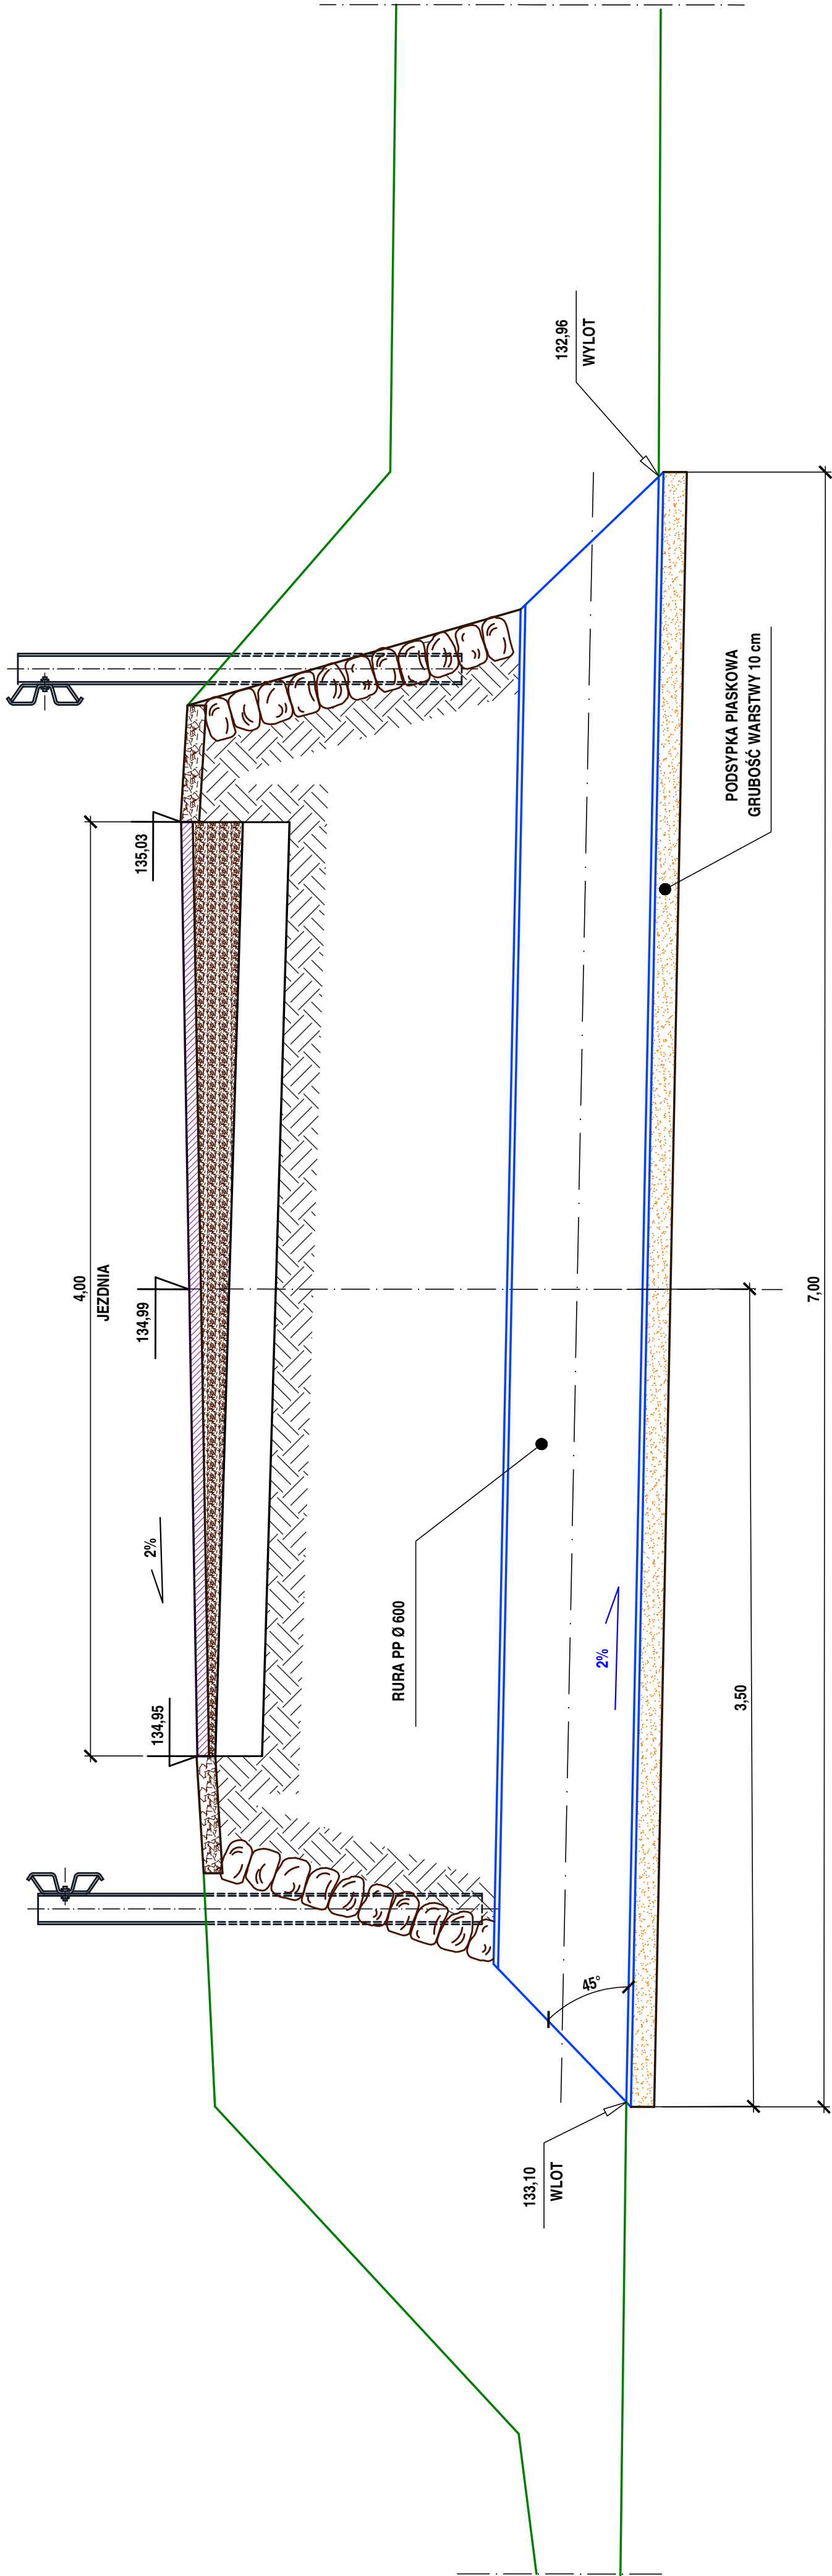 4,00
JEZDNIA
134,95
134,99
135,03
2%
RURA PP Ø 600
2%
45°
133,10
WLOT
132,96
WYLOT
PODSYPKA PIASKOWA
GRUBOŚĆ WARSTWY 10 cm
3,50
7,00